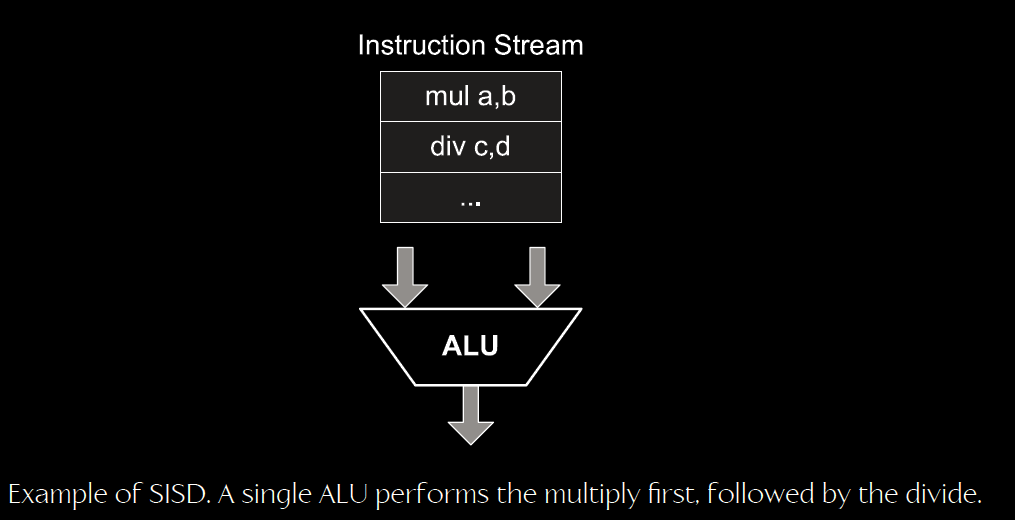 Instruction Stream
mul a,b
div c,d
...
ALU
Example of SISD. A single ALU performs the multiply first, followed by the divide.